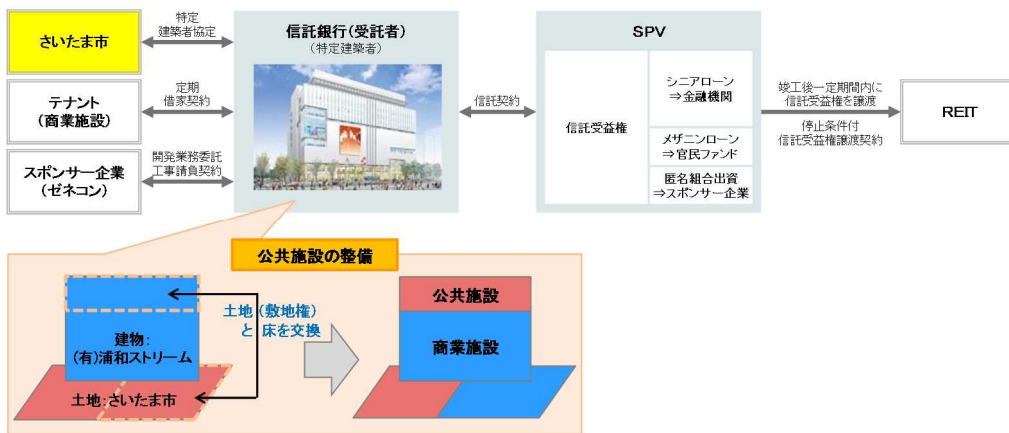 さいたま市
特定
建築者協定
信託銀行(受託者)
(特定建築者)
テナント
(商業施設)
定期
借家契約
スポンサー企業
(ゼネコン)
開発業務委託
工事請負契約
信託契約
SPV
信託受益権
シニアローン
⇒金融機関
メザニンローン
⇒官民ファンド
匿名組合出資
⇒スポンサー企業
竣工後一定期間内に
信託受益権を譲渡
停止条件付
信託受益権譲渡契約
REIT
公共施設の整備
建物:
(有)浦和ストリーム
土地:さいたま市
土地(敷地権)
と 床を交換
公共施設
商業施設